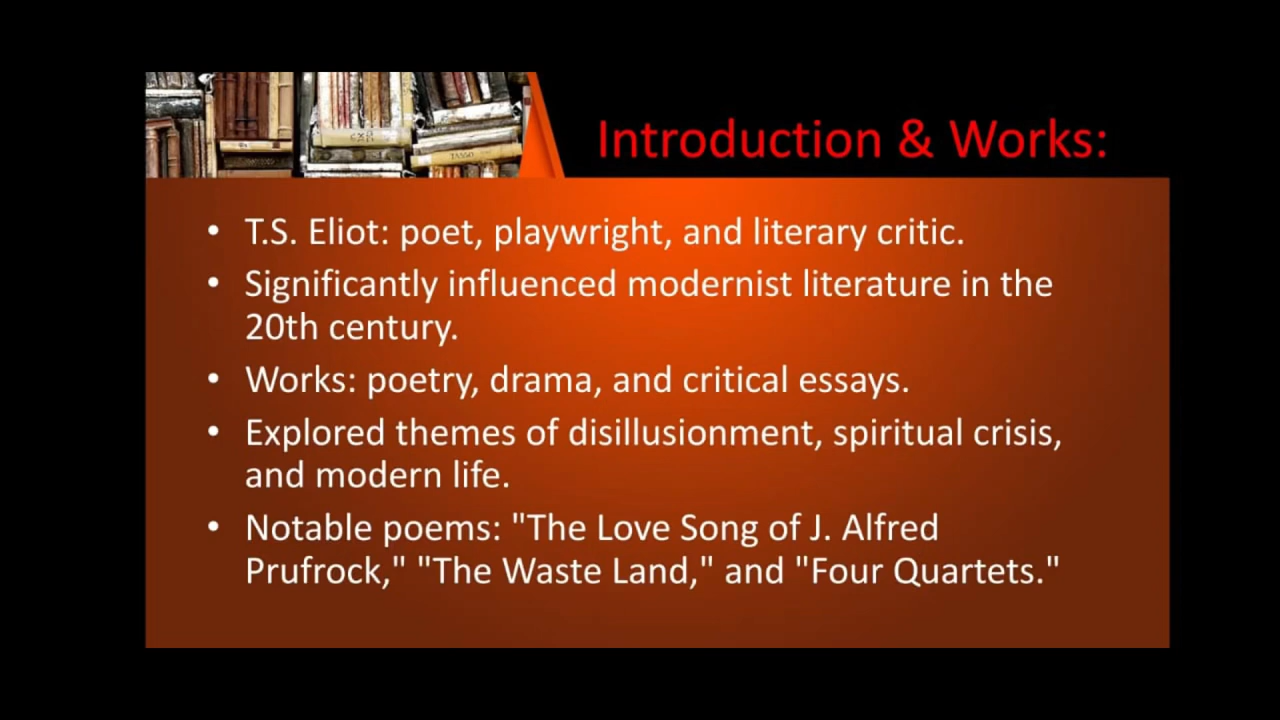 Introduction & Works:
• T.S. Eliot: poet, playwright, and literary critic.
• Significantly influenced modernist literature in the
20th century.
• Works: poetry, drama, and critical essays.
• Explored themes of disillusionment, spiritual crisis,
and modern life.
• Notable poems: "The Love Song of J. Alfred
Prufrock," "The Waste Land," and "Four Quartets."